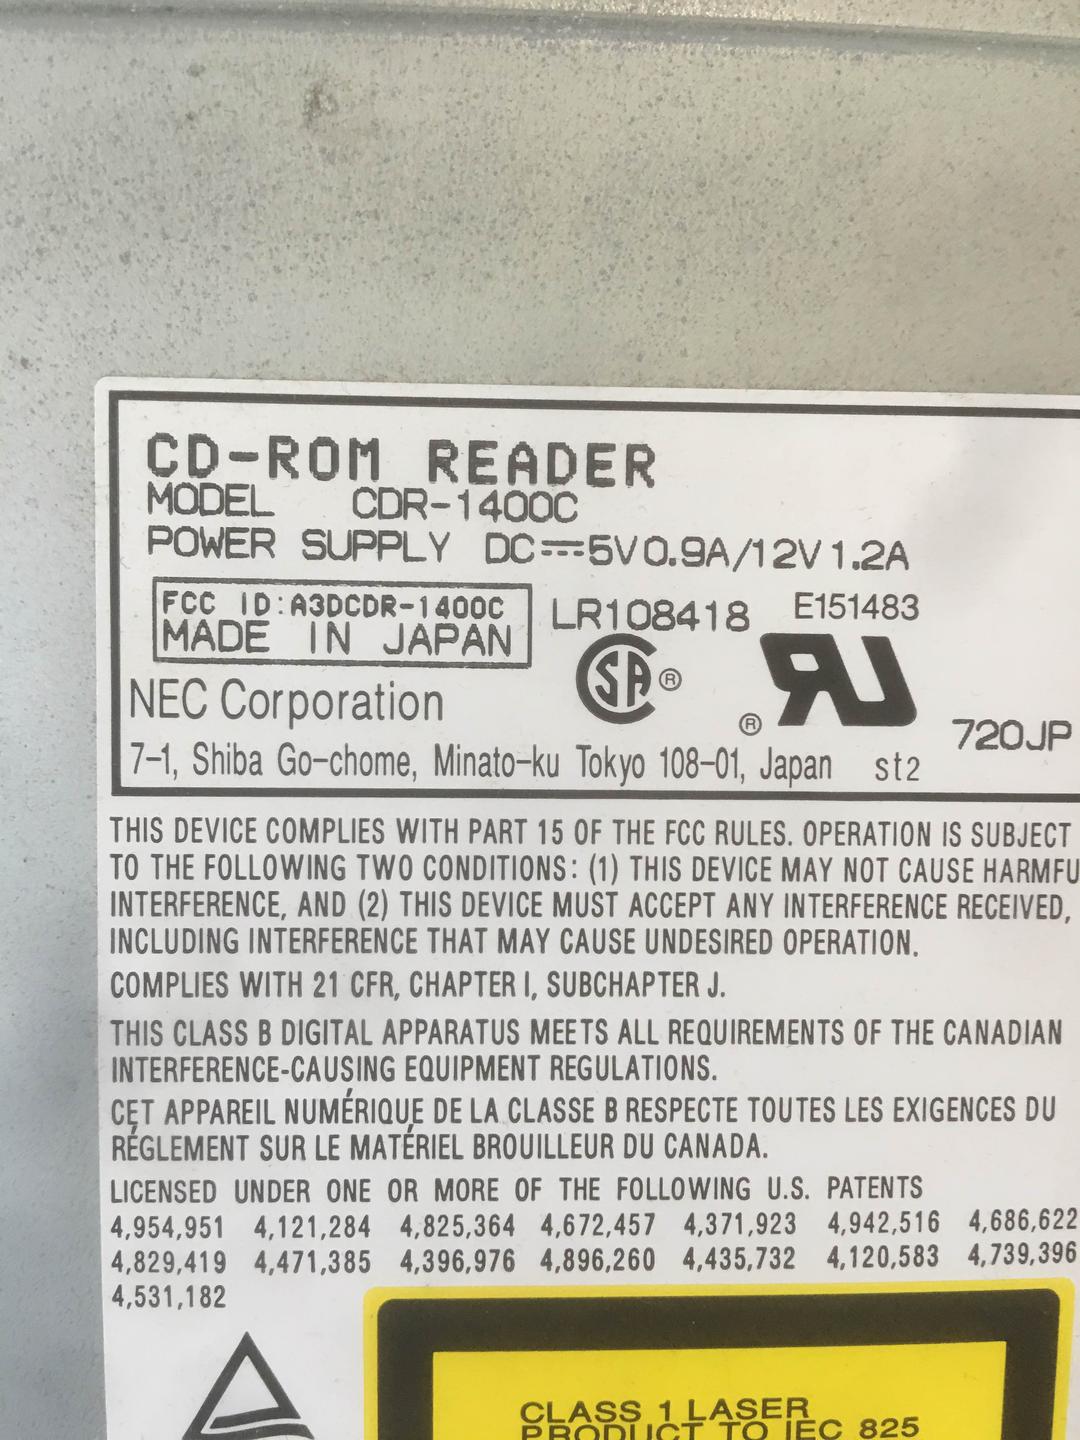 CD-ROM READER
MODEL CDR-1400C
POWER SUPPLY DC⎓5V0.9A/12V1.2A
FCC ID:A3DCDR-1400C
MADE IN JAPAN
LR108418 E151483
SA®
®
NEC Corporation
720JP
7-1, Shiba Go-chome, Minato-ku Tokyo 108-01, Japan st2
THIS DEVICE COMPLIES WITH PART 15 OF THE FCC RULES. OPERATION IS SUBJECT
TO THE FOLLOWING TWO CONDITIONS: (1) THIS DEVICE MAY NOT CAUSE HARMFU
INTERFERENCE, AND (2) THIS DEVICE MUST ACCEPT ANY INTERFERENCE RECEIVED,
INCLUDING INTERFERENCE THAT MAY CAUSE UNDESIRED OPERATION.
COMPLIES WITH 21 CFR, CHAPTER I, SUBCHAPTER J.
THIS CLASS B DIGITAL APPARATUS MEETS ALL REQUIREMENTS OF THE CANADIAN
INTERFERENCE-CAUSING EQUIPMENT REGULATIONS.
CET APPAREIL NUMÉRIQUE DE LA CLASSE B RESPECTE TOUTES LES EXIGENCES DU
RÉGLEMENT SUR LE MATÉRIEL BROUILLEUR DU CANADA.
LICENSED UNDER ONE OR MORE OF THE FOLLOWING U.S. PATENTS
4,954,951 4,121,284 4,825,364 4,672,457 4,371,923 4,942,516 4,686,622
4,829,419 4,471,385 4,396,976 4,896,260 4,435,732 4,120,583 4,739,396
4,531,182
CLASS 1 LASER
PRODUCT TO IEC 825